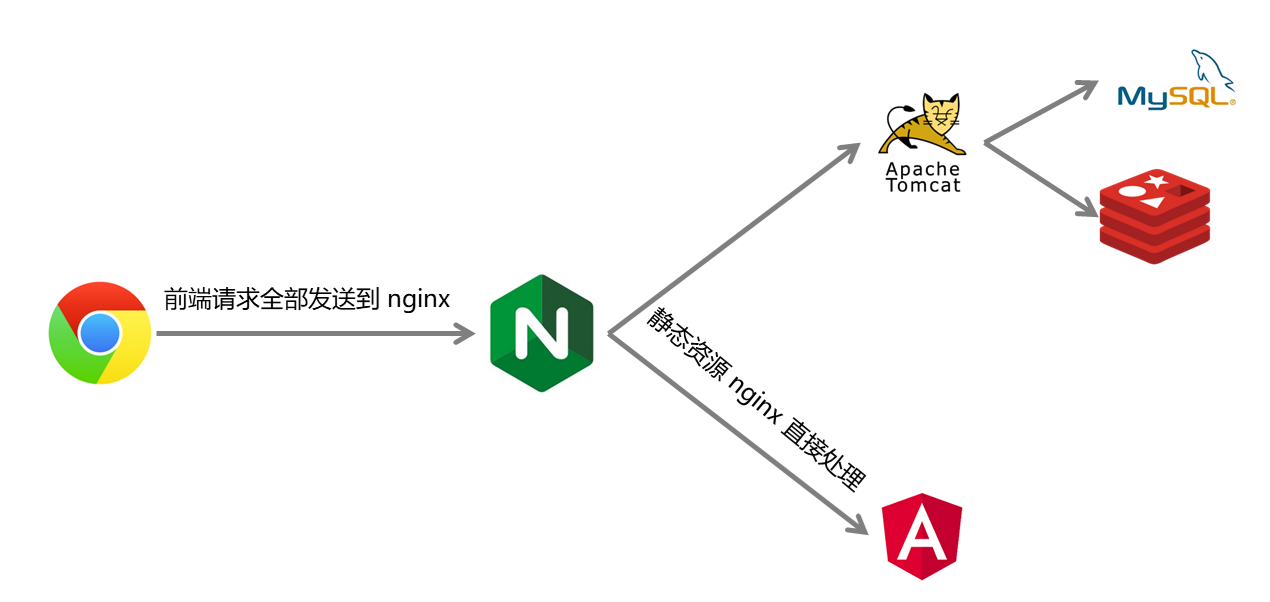 MySQL®
Apache
Tomcat
前端请求全部发送到 nginx
N
静态资源 nginx 直接处理
A